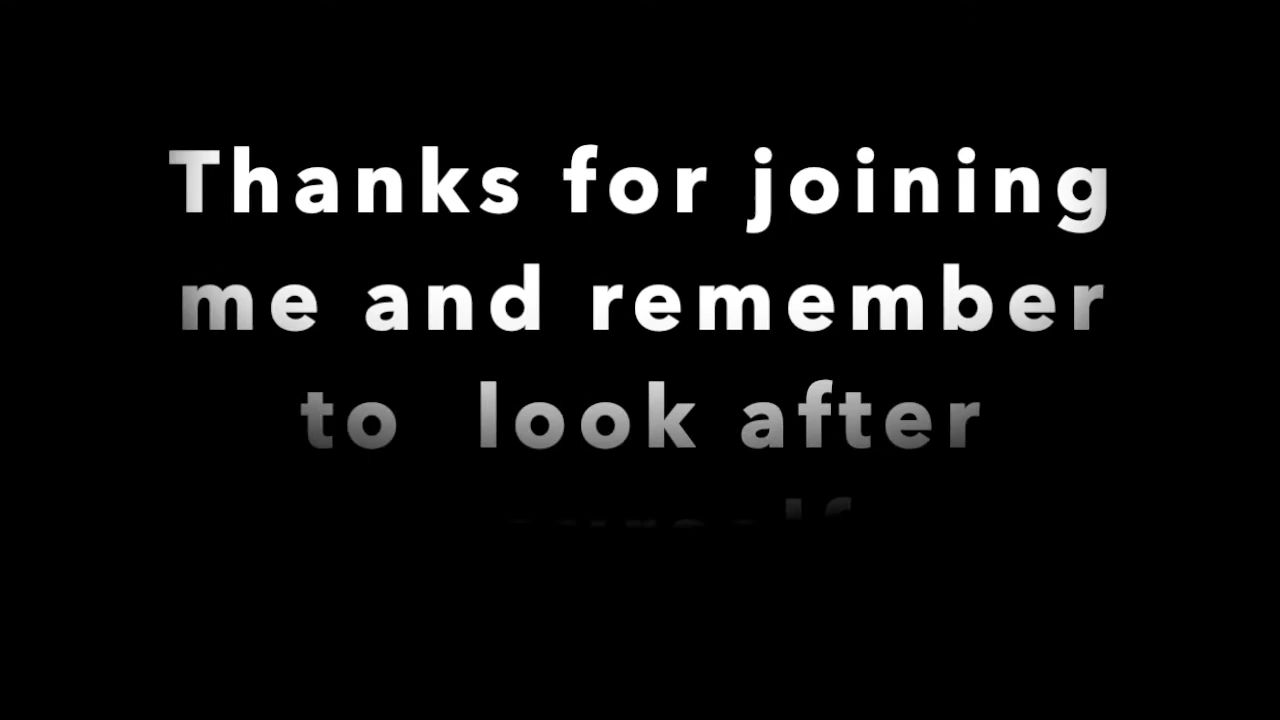 Thanks for joining
me and remember
to  look after